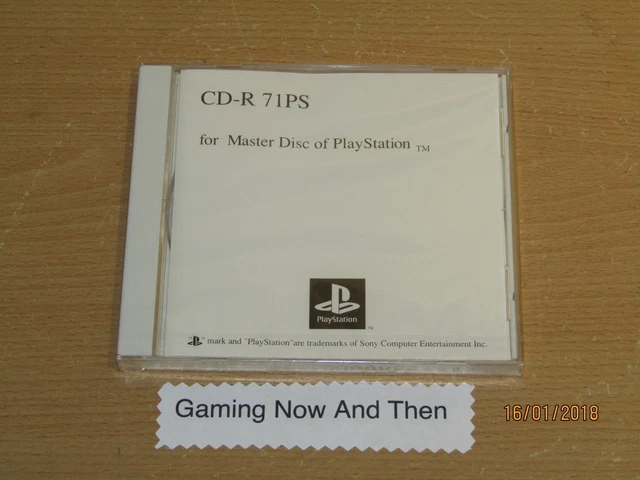 CD-R 71PS
for Master Disc of PlayStation TM
PlayStation TM
mark and "PlayStation"are trademarks of Sony Computer Entertainment Inc.
Gaming Now And Then
16/01/2018